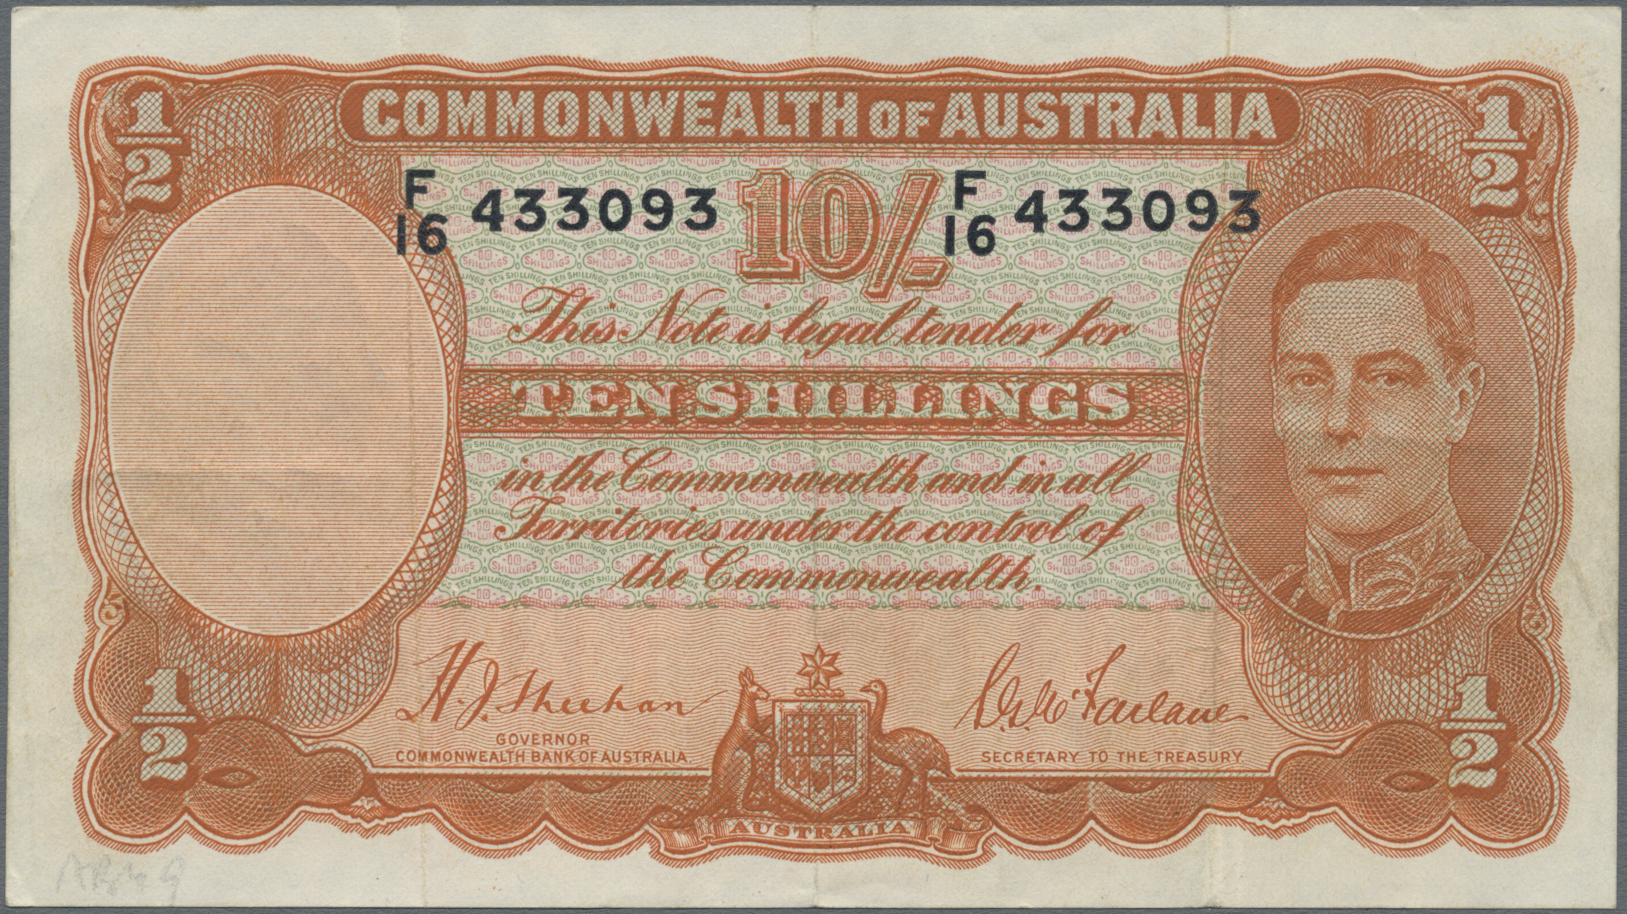 1/2 COMMONWEALTH OF AUSTRALIA 1/2
F/16 433093 10/- F/16 433093
This Note is legal tender for
TEN SHILLINGS
in the Commonwealth and in all
Territories under the control of
the Commonwealth
H.J. Sheehan
GOVERNOR
COMMONWEALTH BANK OF AUSTRALIA.
McFarlane
SECRETARY TO THE TREASURY.
1/2 1/2
AUSTRALIA